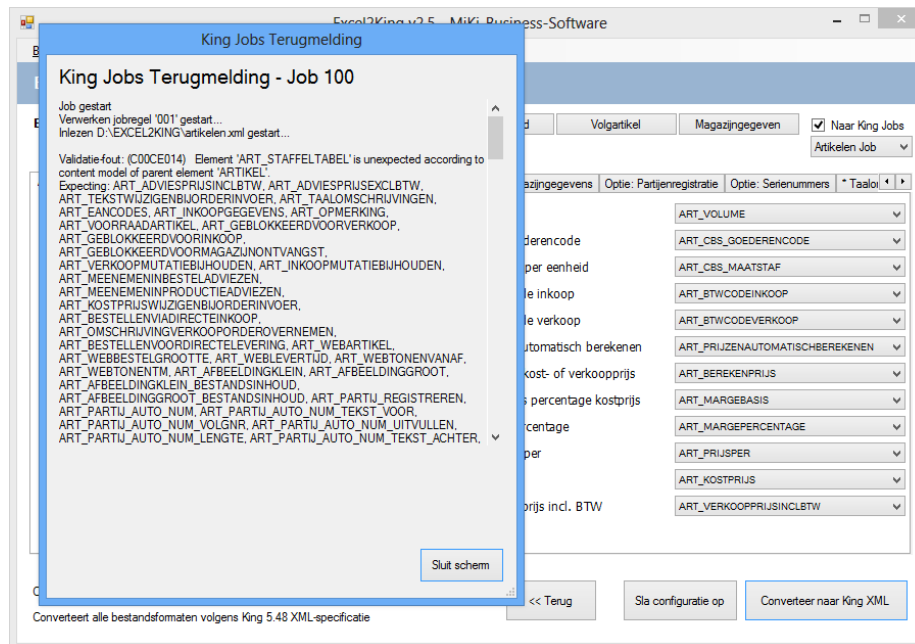 Excel2King v2.5 - MiKi-Business-Software
King Jobs Terugmelding
King Jobs Terugmelding - Job 100
Job gestart
Verwerken jobregel '001' gestart...
Inlezen D:\EXCEL2KING\artikelen.xml gestart...
Validatie-fout: (C00CE014) Element 'ART_STAFFELTABEL' is unexpected according to
content model of parent element 'ARTIKEL'.
Expecting: ART_ADVIESPRIJSINCLBTW, ART_ADVIESPRIJSEXCLBTW,
ART_TEKSTWIJZIGENBIJORDERINVOER, ART_TAALOMSCHRIJVINGEN,
ART_EANCODES, ART_INKOOPGEGEVENS, ART_OPMERKING,
ART_VOORRAADARTIKEL, ART_GEBLOKKEERDVOORVERKOOP,
ART_GEBLOKKEERDVOORINKOOP,
ART_GEBLOKKEERDVOORMAGAZIJNONTVANGST,
ART_VERKOOPMUTATIEBIJHOUDEN, ART_INKOOPMUTATIEBIJHOUDEN,
ART_MEENEMENINBESTELADVIEZEN,
ART_MEENEMENINPRODUCTIEADVIEZEN,
ART_KOSTPRIJSWIJZIGENBIJORDERINVOER,
ART_BESTELLENVIADIRECTEINKOOP,
ART_OMSCHRIJVINGVERKOOPORDEROVERNEMEN,
ART_BESTELLENVOORDIRECTELEVERING, ART_WEBARTIKEL,
ART_WEBBESTELGROOTTE, ART_WEBLEVERTIJD, ART_WEBTONENVANAF,
ART_WEBTONENTM, ART_AFBEELDINGKLEIN, ART_AFBEELDINGGROOT,
ART_AFBEELDINGKLEIN_BESTANDSINHOUD,
ART_AFBEELDINGGROOT_BESTANDSINHOUD, ART_PARTIJ_REGISTREREN,
ART_PARTIJ_AUTO_NUM, ART_PARTIJ_AUTO_NUM_TEKST_VOOR,
ART_PARTIJ_AUTO_NUM_VOLGNR, ART_PARTIJ_AUTO_NUM_UITVULLEN,
ART_PARTIJ_AUTO_NUM_LENGTE, ART_PARTIJ_AUTO_NUM_TEKST_ACHTER,
Sluit scherm
d Volgartikel Magazijngegeven Naar King Jobs
Artikelen Job
azijngegevens Optie: Partijenregistratie Optie: Serienummers * Taalo
ART_VOLUME
derencode ART_CBS_GOEDERENCODE
per eenheid ART_CBS_MAATSTAF
de inkoop ART_BTWCODEINKOOP
de verkoop ART_BTWCODEVERKOOP
utomatisch berekenen ART_PRIJZENAUTOMATISCHBEREKENEN
kost- of verkoopprijs ART_BEREKENPRIJS
s percentage kostprijs ART_MARGEBASIS
centage ART_MARGEPERCENTAGE
per ART_PRIJSPER
ART_KOSTPRIJS
prijs incl. BTW ART_VERKOOPPRIJSINCLBTW
<< Terug Sla configuratie op Converteer naar King XML
Converteert alle bestandsformaten volgens King 5.48 XML-specificatie